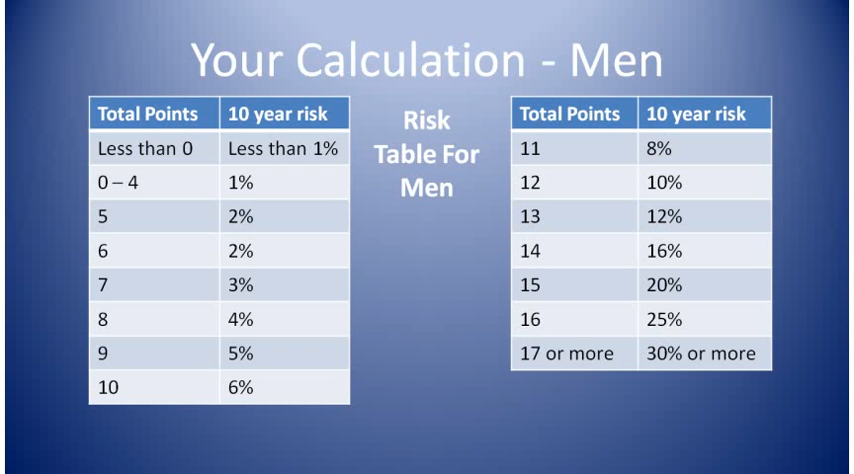 Your Calculation - Men
Total Points 10 year risk
Less than 0 Less than 1%
0 – 4 1%
5 2%
6 2%
7 3%
8 4%
9 5%
10 6%
Risk
Table For
Men
Total Points 10 year risk
11 8%
12 10%
13 12%
14 16%
15 20%
16 25%
17 or more 30% or more